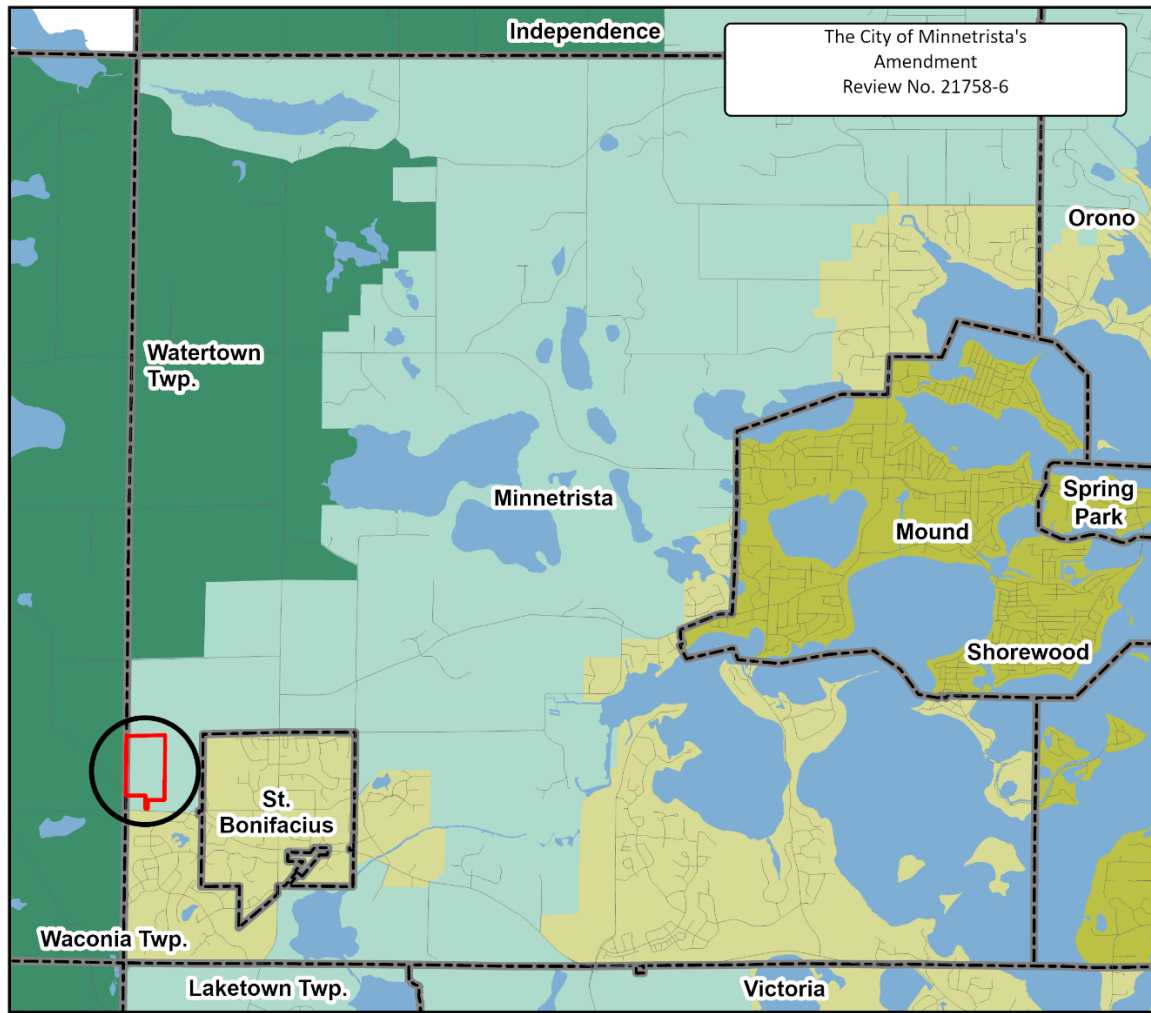 Independence
The City of Minnetrista's
Amendment
Review No. 21758-6
Orono
Watertown
Twp.
Minnetrista
Spring
Park
Mound
Shorewood
St.
Bonifacius
Waconia Twp.
Laketown Twp.
Victoria